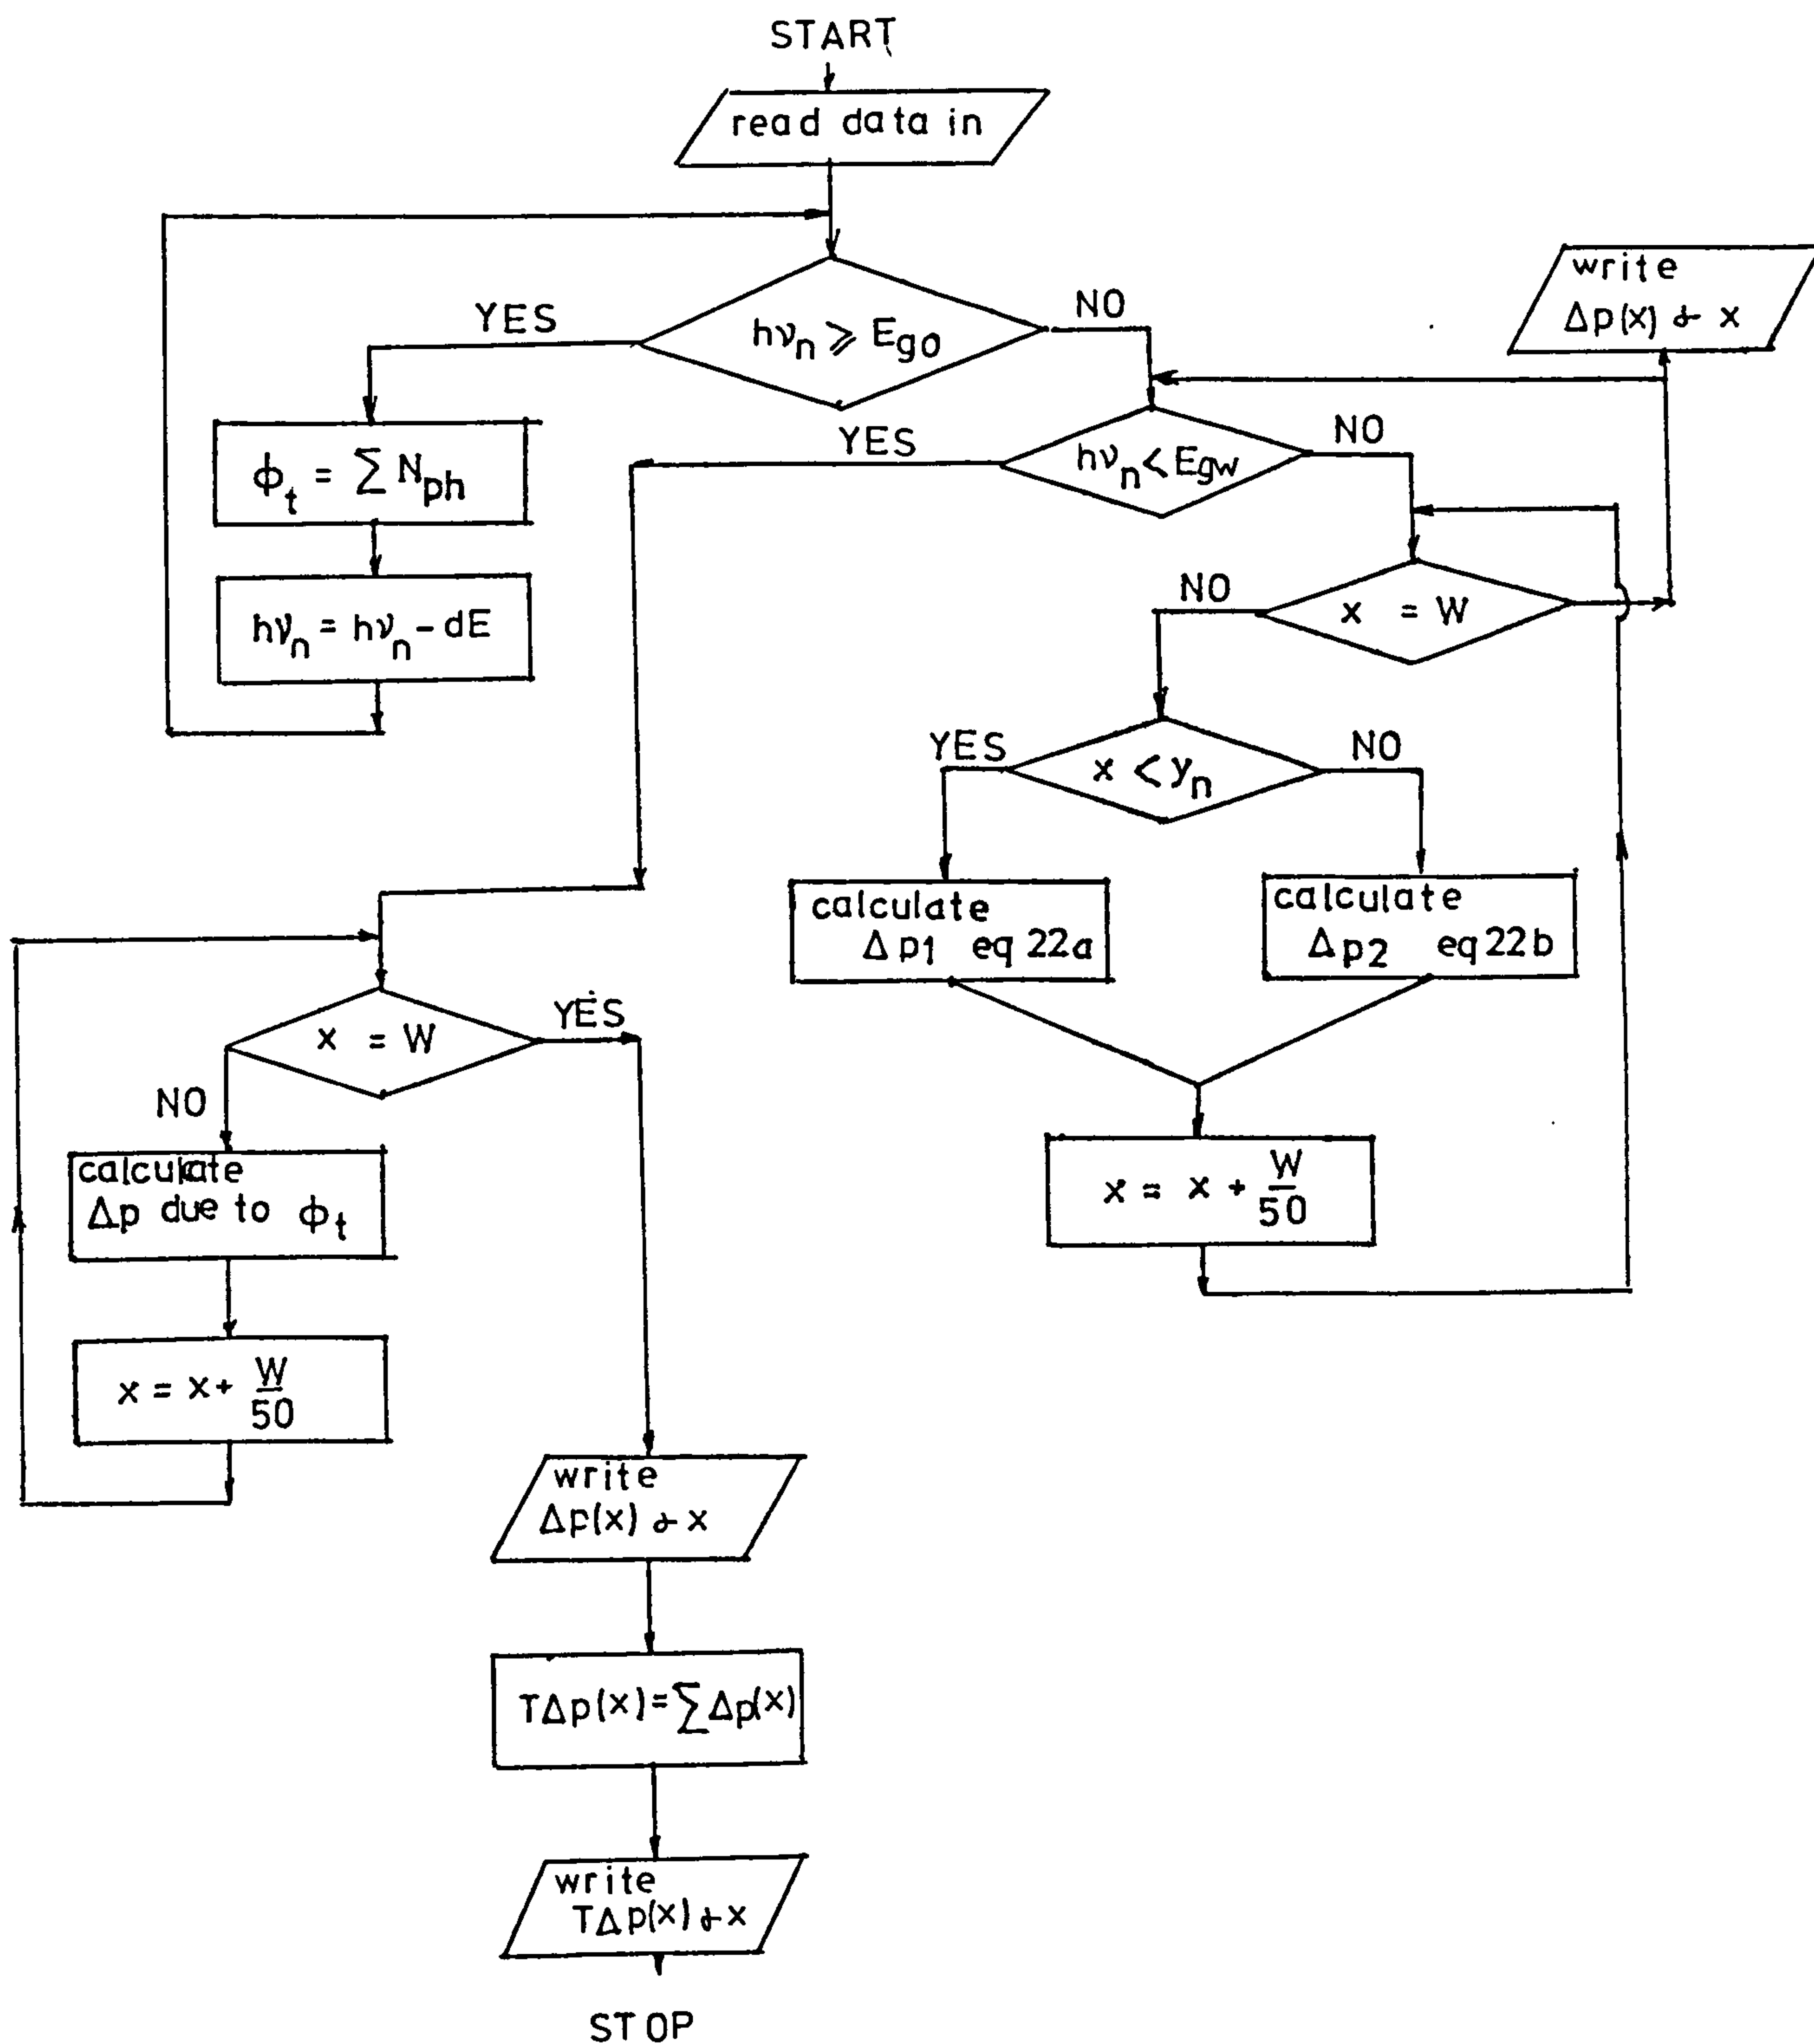 START
read data in
YES
hνn ⩾ Ego
NO
write
Δp(x) & x
ϕt = ∑ Nph
YES
hνn < Egw
NO
hνn = hνn - dE
NO
x = W
YES
x < yn
NO
calculate
Δp1 eq 22a
calculate
Δp2 eq 22b
x = W
YES
NO
x = x + W/50
calculate
Δp due to ϕt
x = x + W/50
write
Δp(x) & x
TΔp(x) = ∑ Δp(x)
write
TΔp(x) & x
STOP